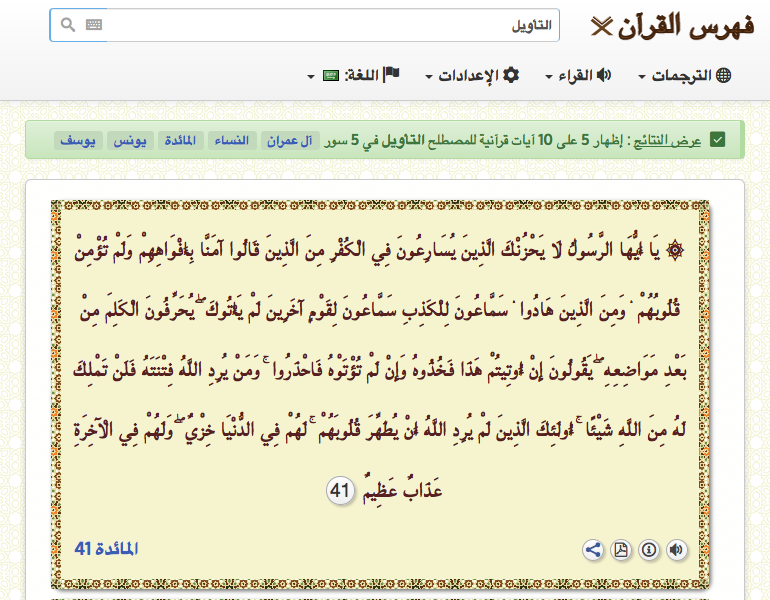 فهرس القرآن
التاويل
الترجمات
القراء
الإعدادات
اللغة:
عرض النتائج : إظهار 5 على 10 آيات قرآنية للمصطلح التاويل في 5 سور آل عمران النساء المائدة يونس يوسف
۞ يَا أَيُّهَا الرَّسُولُ لَا يَحْزُنْكَ الَّذِينَ يُسَارِعُونَ فِي الْكُفْرِ مِنَ الَّذِينَ قَالُوا آمَنَّا بِأَفْوَاهِهِمْ وَلَمْ تُؤْمِنْ
قُلُوبُهُمْ ۛ وَمِنَ الَّذِينَ هَادُوا ۛ سَمَّاعُونَ لِلْكَذِبِ سَمَّاعُونَ لِقَوْمٍ آخَرِينَ لَمْ يَأْتُوكَ ۖ يُحَرِّفُونَ الْكَلِمَ مِنْ
بَعْدِ مَوَاضِعِهِ ۖ يَقُولُونَ إِنْ أُوتِيتُمْ هَذَا فَخُذُوهُ وَإِنْ لَمْ تُؤْتَوْهُ فَاحْذَرُوا ۚ وَمَنْ يُرِدِ اللَّهُ فِتْنَتَهُ فَلَنْ تَمْلِكَ
لَهُ مِنَ اللَّهِ شَيْئًا ۚ أُولَئِكَ الَّذِينَ لَمْ يُرِدِ اللَّهُ أَنْ يُطَهِّرَ قُلُوبَهُمْ ۚ لَهُمْ فِي الدُّنْيَا خِزْيٌ ۖ وَلَهُمْ فِي الْآخِرَةِ
عَذَابٌ عَظِيمٌ 41
المائدة 41